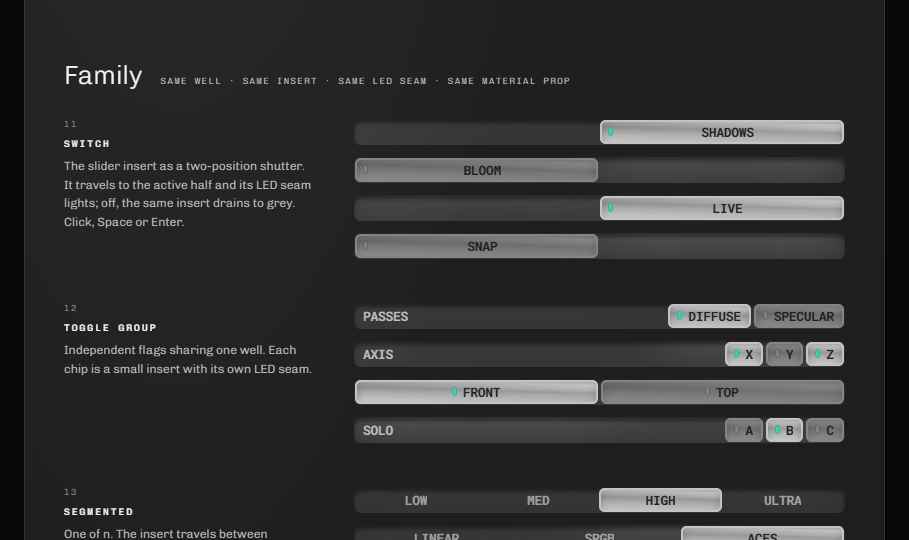 Family SAME WELL · SAME INSERT · SAME LED SEAM · SAME MATERIAL PROP
11
SWITCH
The slider insert as a two-position shutter.
It travels to the active half and its LED seam
lights; off, the same insert drains to grey.
Click, Space or Enter.
SHADOWS
BLOOM
LIVE
SNAP
12
TOGGLE GROUP
Independent flags sharing one well. Each
chip is a small insert with its own LED seam.
PASSES DIFFUSE SPECULAR
AXIS X Y Z
FRONT TOP
SOLO A B C
13
SEGMENTED
One of n. The insert travels between
LOW MED HIGH ULTRA
LINEAR SRGB ACES